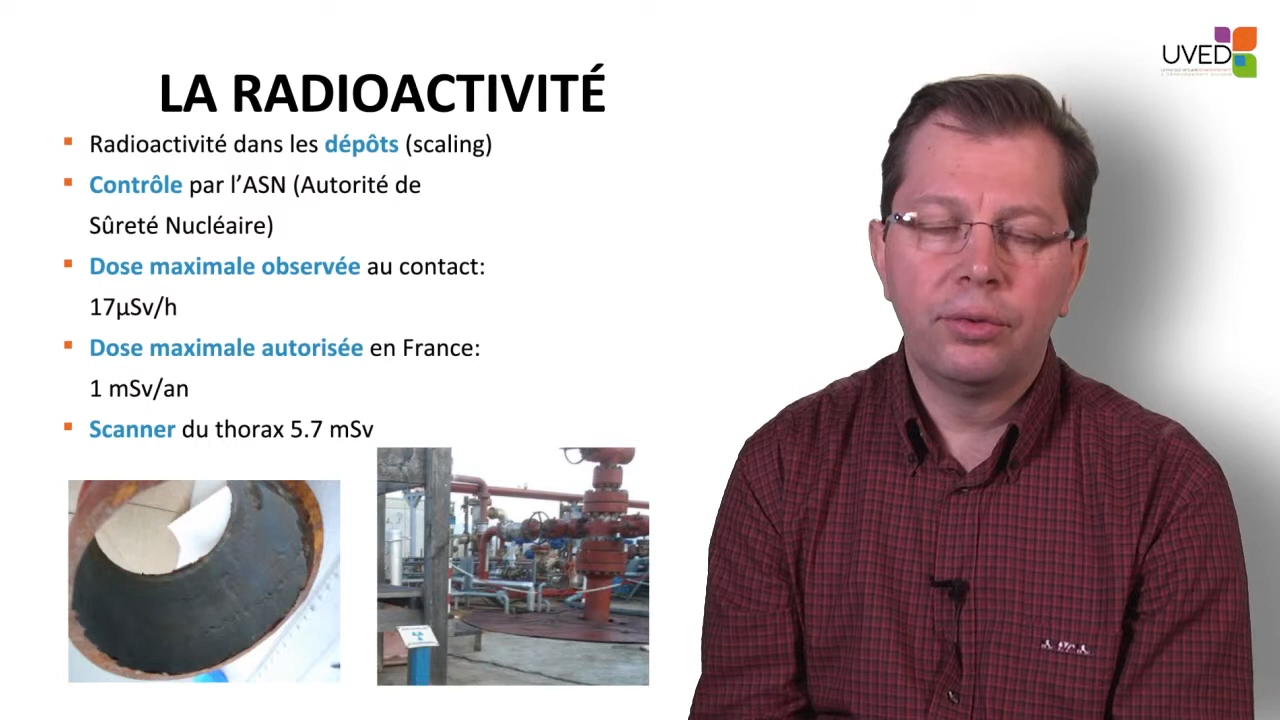 UVED
LA RADIOACTIVITÉ
Radioactivité dans les dépôts (scaling)
Contrôle par l’ASN (Autorité de
Sûreté Nucléaire)
Dose maximale observée au contact:
17µSv/h
Dose maximale autorisée en France:
1 mSv/an
Scanner du thorax 5.7 mSv